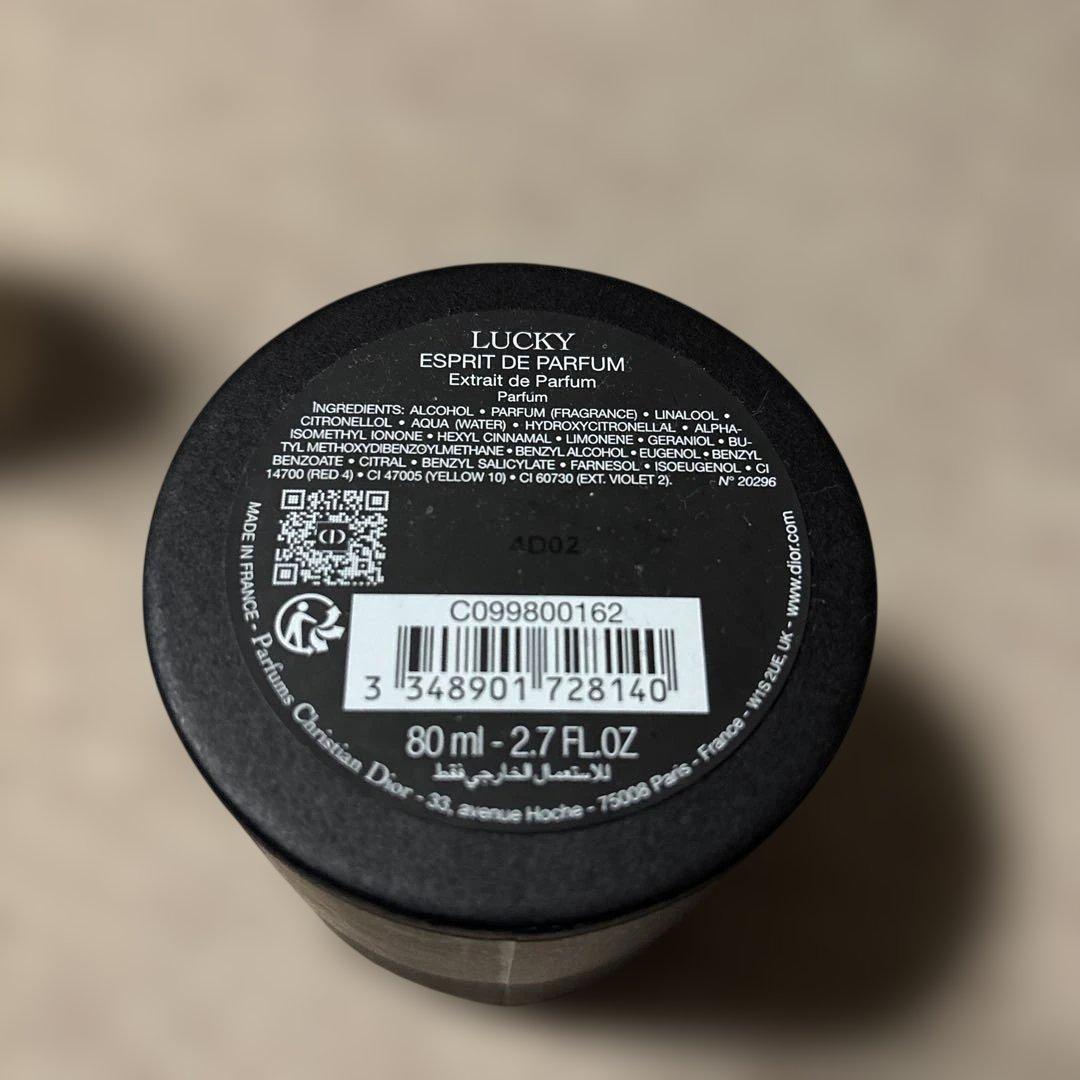 LUCKY
ESPRIT DE PARFUM
Extrait de Parfum
Parfum
INGREDIENTS: ALCOHOL • PARFUM (FRAGRANCE) • LINALOOL •
CITRONELLOL • AQUA (WATER) • HYDROXYCITRONELLAL • ALPHA-
ISOMETHYL IONONE • HEXYL CINNAMAL • LIMONENE • GERANIOL • BU-
TYL METHOXYDIBENZOYLMETHANE • BENZYL ALCOHOL • EUGENOL • BENZYL
BENZOATE • CITRAL • BENZYL SALICYLATE • FARNESOL • ISOEUGENOL • CI
14700 (RED 4) • CI 47005 (YELLOW 10) • CI 60730 (EXT. VIOLET 2). N° 20296
4D02
C099800162
3 348901 728140
80 ml - 2.7 FL.OZ
للاستعمال الخارجي فقط
MADE IN FRANCE - Parfums Christian Dior - 33, avenue Hoche - 75008 Paris - France - W1S 2UE, UK - www.dior.com